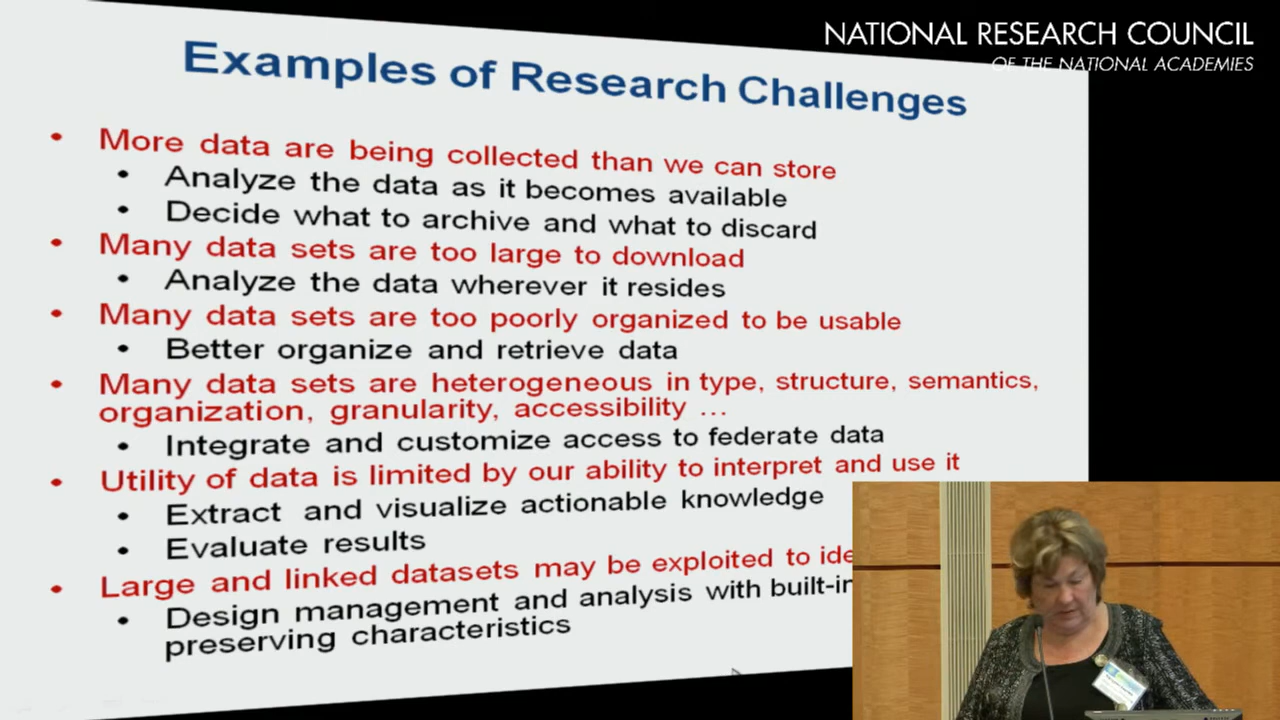 NATIONAL RESEARCH COUNCIL
OF THE NATIONAL ACADEMIES
Examples of Research Challenges
• More data are being collected than we can store
• Analyze the data as it becomes available
• Decide what to archive and what to discard
• Many data sets are too large to download
• Analyze the data wherever it resides
• Many data sets are too poorly organized to be usable
• Better organize and retrieve data
• Many data sets are heterogeneous in type, structure, semantics,
organization, granularity, accessibility …
• Integrate and customize access to federate data
• Utility of data is limited by our ability to interpret and use it
• Extract and visualize actionable knowledge
• Evaluate results
• Large and linked datasets may be exploited to ide
• Design management and analysis with built-in
preserving characteristics